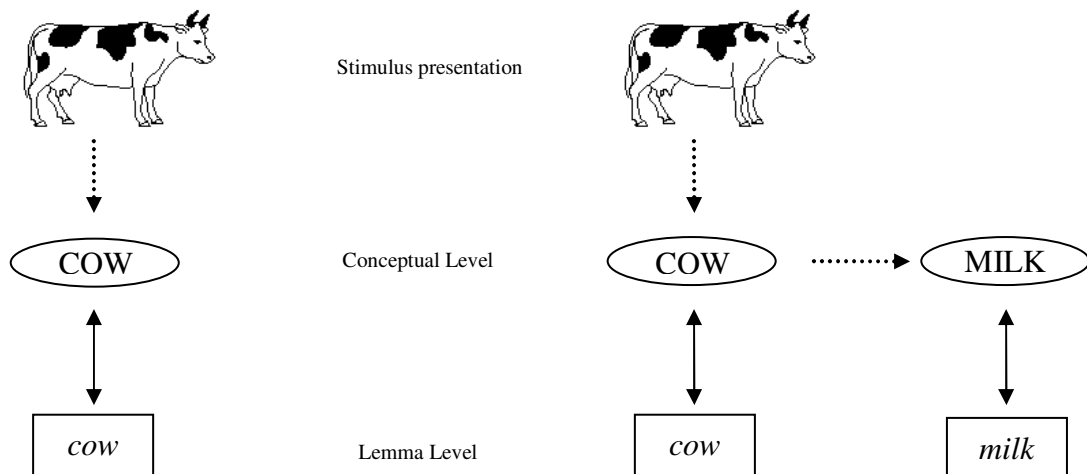 Stimulus presentation
COW
Conceptual Level
COW
MILK
cow
Lemma Level
cow
milk